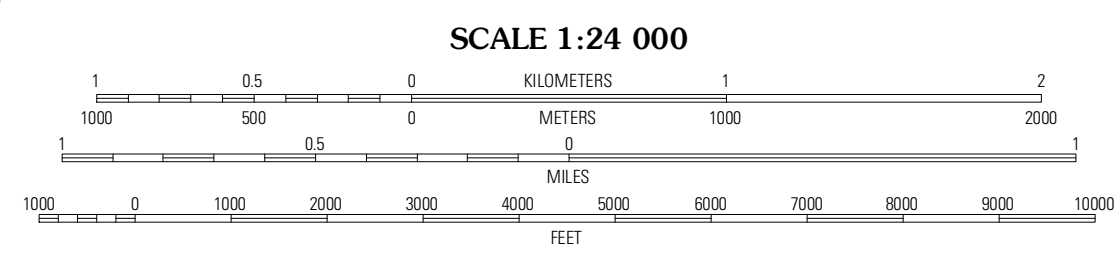 SCALE 1:24 000
1 0.5 0 KILOMETERS 1 2
1000 500 0 METERS 1000 2000
1 0.5 0 1
MILES
1000 0 1000 2000 3000 4000 5000 6000 7000 8000 9000 10000
FEET